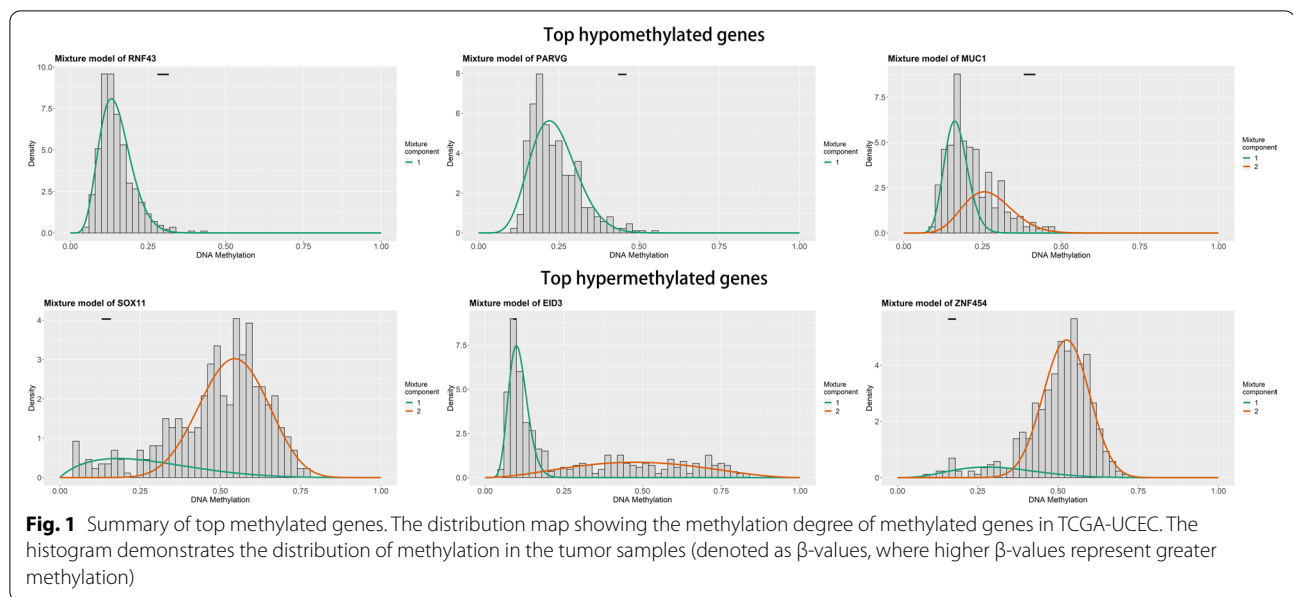 Top hypomethylated genes
Mixture model of RNF43
10.0
7.5
5.0
2.5
0.0
Density
0.00
0.25
0.50
0.75
1.00
DNA Methylation
Mixture component
1
Mixture model of PARVG
8
6
4
2
0
Density
0.00
0.25
0.50
0.75
1.00
DNA Methylation
Mixture component
1
Mixture model of MUC1
7.5
5.0
2.5
0.0
Density
0.00
0.25
0.50
0.75
1.00
DNA Methylation
Mixture component
1
2
Top hypermethylated genes
Mixture model of SOX11
4
3
2
1
0
Density
0.00
0.25
0.50
0.75
1.00
DNA Methylation
Mixture component
1
2
Mixture model of EID3
7.5
5.0
2.5
0.0
Density
0.00
0.25
0.50
0.75
1.00
DNA Methylation
Mixture component
1
2
Mixture model of ZNF454
4
2
0
Density
0.00
0.25
0.50
0.75
1.00
DNA Methylation
Mixture component
1
2
Fig. 1 Summary of top methylated genes. The distribution map showing the methylation degree of methylated genes in TCGA-UCEC. The
histogram demonstrates the distribution of methylation in the tumor samples (denoted as β-values, where higher β-values represent greater
methylation)